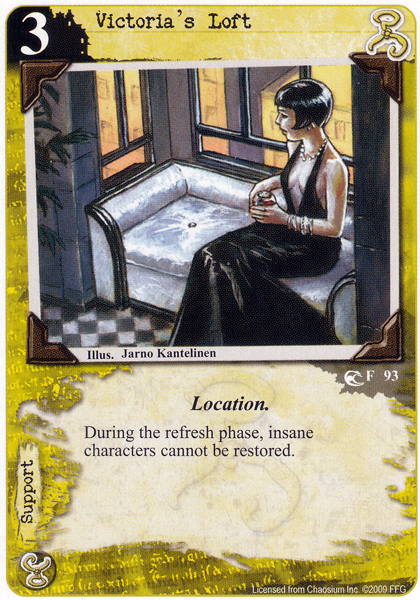 3
Victoria's Loft
Illus. Jarno Kantelinen
F 93
Location.
During the refresh phase, insane
characters cannot be restored.
Support
Licensed from Chaosium Inc. ©2009 FFG